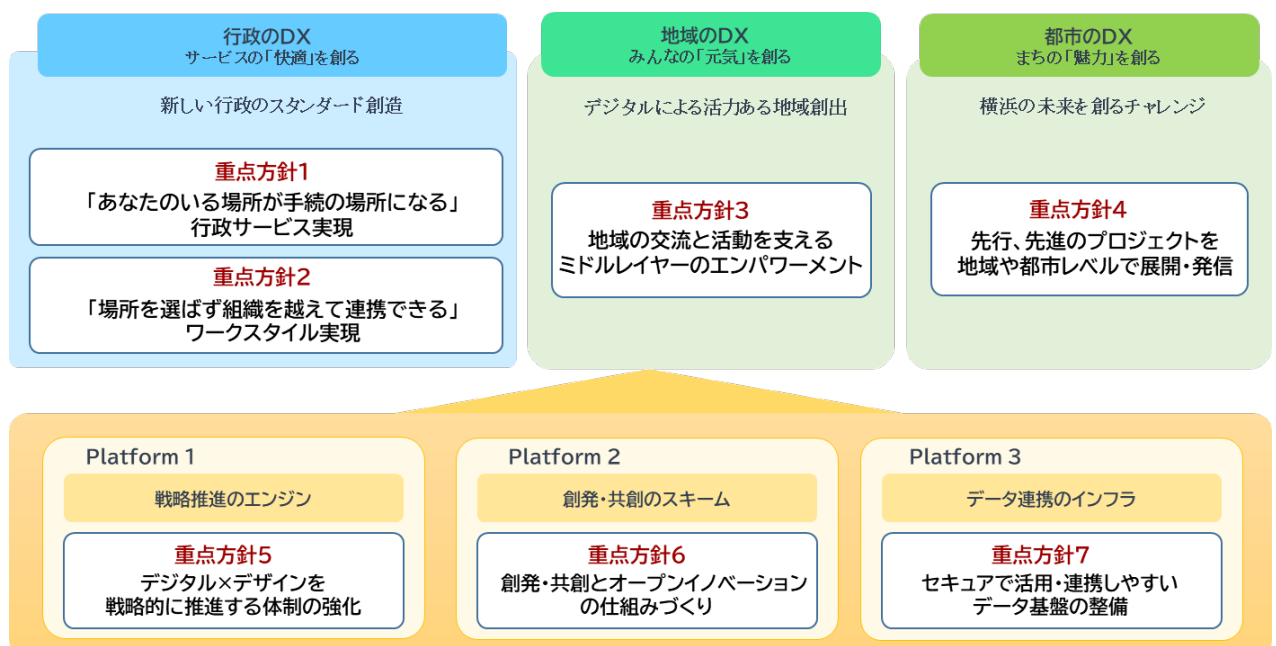 行政のDX
サービスの「快適」を創る
新しい行政のスタンダード創造
重点方針1
「あなたのいる場所が手続の場所になる」
行政サービス実現
重点方針2
「場所を選ばず組織を越えて連携できる」
ワークスタイル実現
地域のDX
みんなの「元気」を創る
デジタルによる活力ある地域創出
重点方針3
地域の交流と活動を支える
ミドルレイヤーのエンパワーメント
都市のDX
まちの「魅力」を創る
横浜の未来を創るチャレンジ
重点方針4
先行、先進のプロジェクトを
地域や都市レベルで展開・発信
Platform 1
戦略推進のエンジン
重点方針5
デジタル×デザインを
戦略的に推進する体制の強化
Platform 2
創発・共創のスキーム
重点方針6
創発・共創とオープンイノベーション
の仕組みづくり
Platform 3
データ連携のインフラ
重点方針7
セキュアで活用・連携しやすい
データ基盤の整備